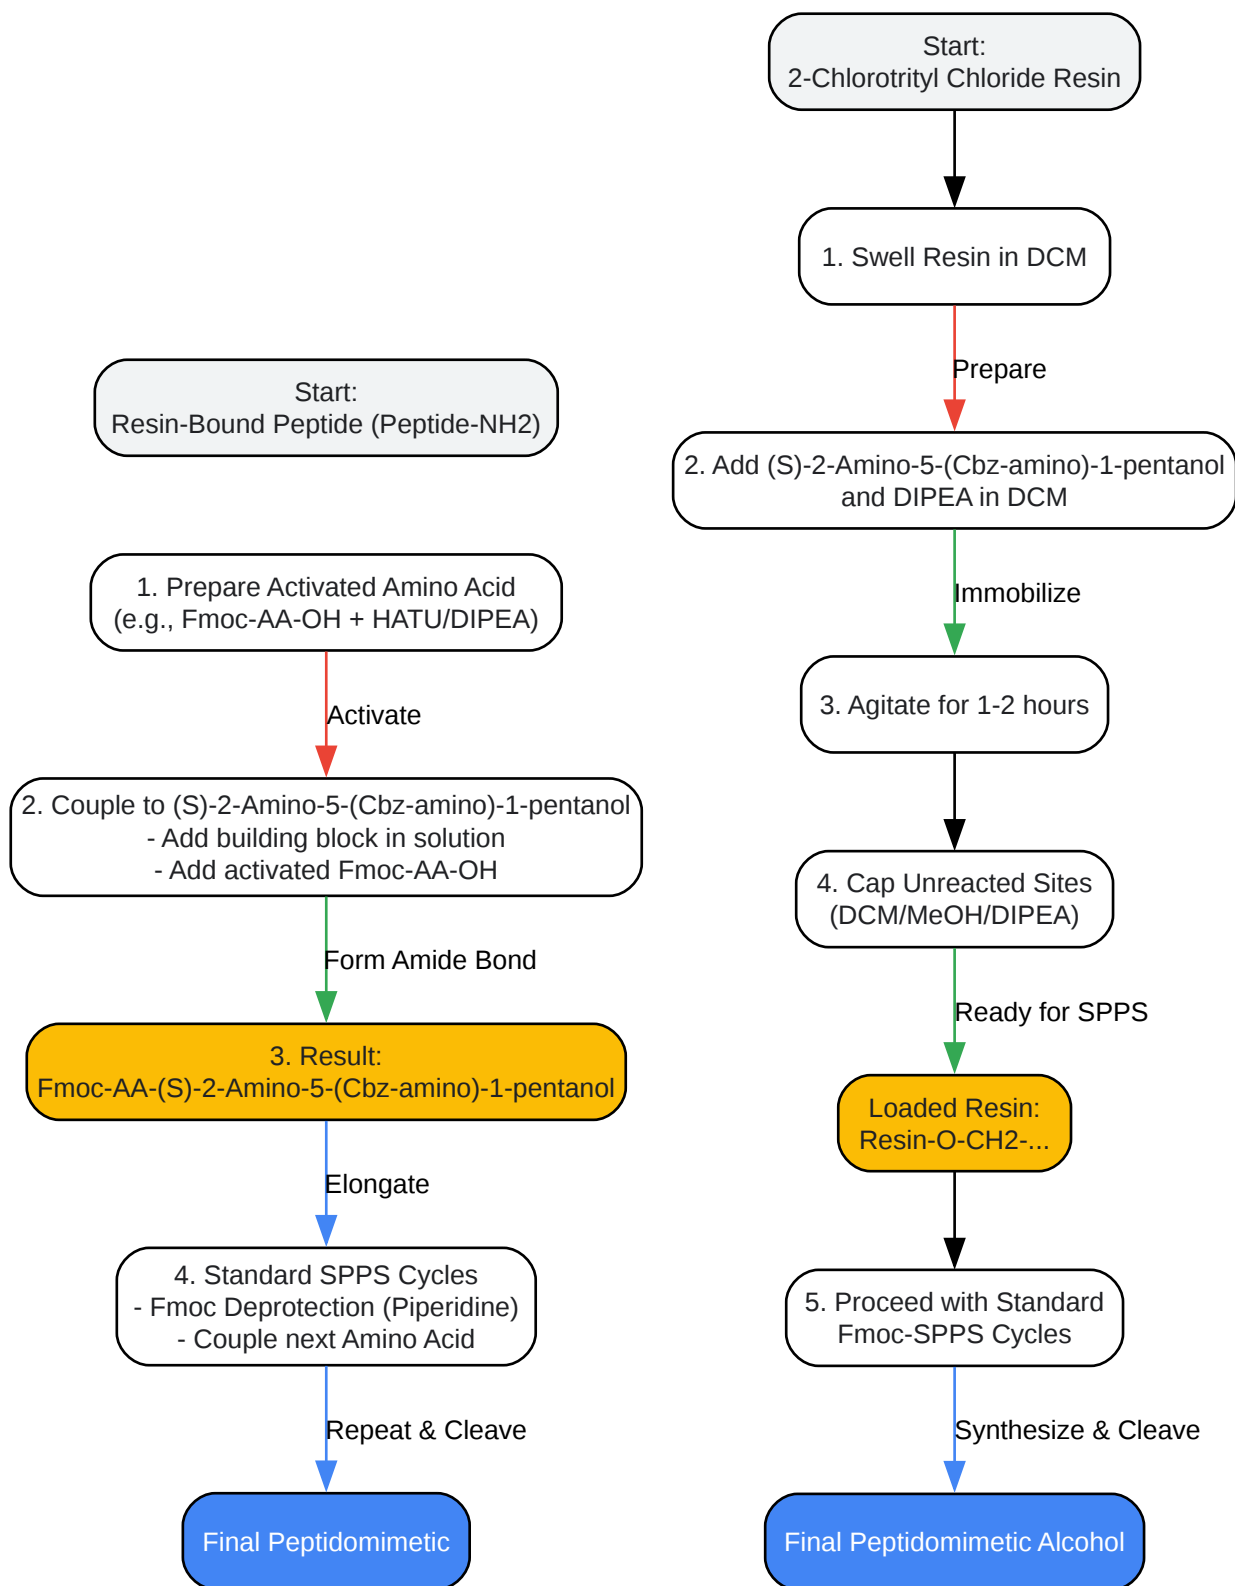 Start:
Resin-Bound Peptide (Peptide-NH2)
1. Prepare Activated Amino Acid
(e.g., Fmoc-AA-OH + HATU/DIPEA)
Activate
2. Couple to (S)-2-Amino-5-(Cbz-amino)-1-pentanol
- Add building block in solution
- Add activated Fmoc-AA-OH
Form Amide Bond
3. Result:
Fmoc-AA-(S)-2-Amino-5-(Cbz-amino)-1-pentanol
Elongate
4. Standard SPPS Cycles
- Fmoc Deprotection (Piperidine)
- Couple next Amino Acid
Repeat & Cleave
Final Peptidomimetic
Start:
2-Chlorotrityl Chloride Resin
1. Swell Resin in DCM
Prepare
2. Add (S)-2-Amino-5-(Cbz-amino)-1-pentanol
and DIPEA in DCM
Immobilize
3. Agitate for 1-2 hours
4. Cap Unreacted Sites
(DCM/MeOH/DIPEA)
Ready for SPPS
Loaded Resin:
Resin-O-CH2-...
5. Proceed with Standard
Fmoc-SPPS Cycles
Synthesize & Cleave
Final Peptidomimetic Alcohol